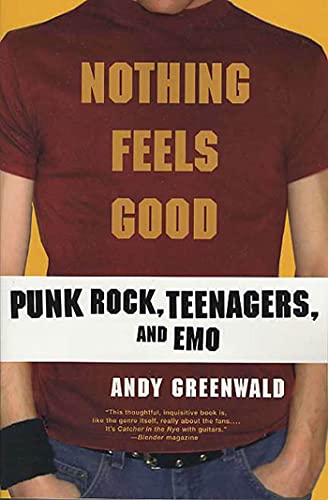 NOTHING
FEELS
GOOD
PUNK ROCK, TEENAGERS,
AND EMO
ANDY GREENWALD
"This thoughtful, inquisitive book is,
like the genre itself, really about the fans....
It's Catcher in the Rye with guitars."
—Blender magazine